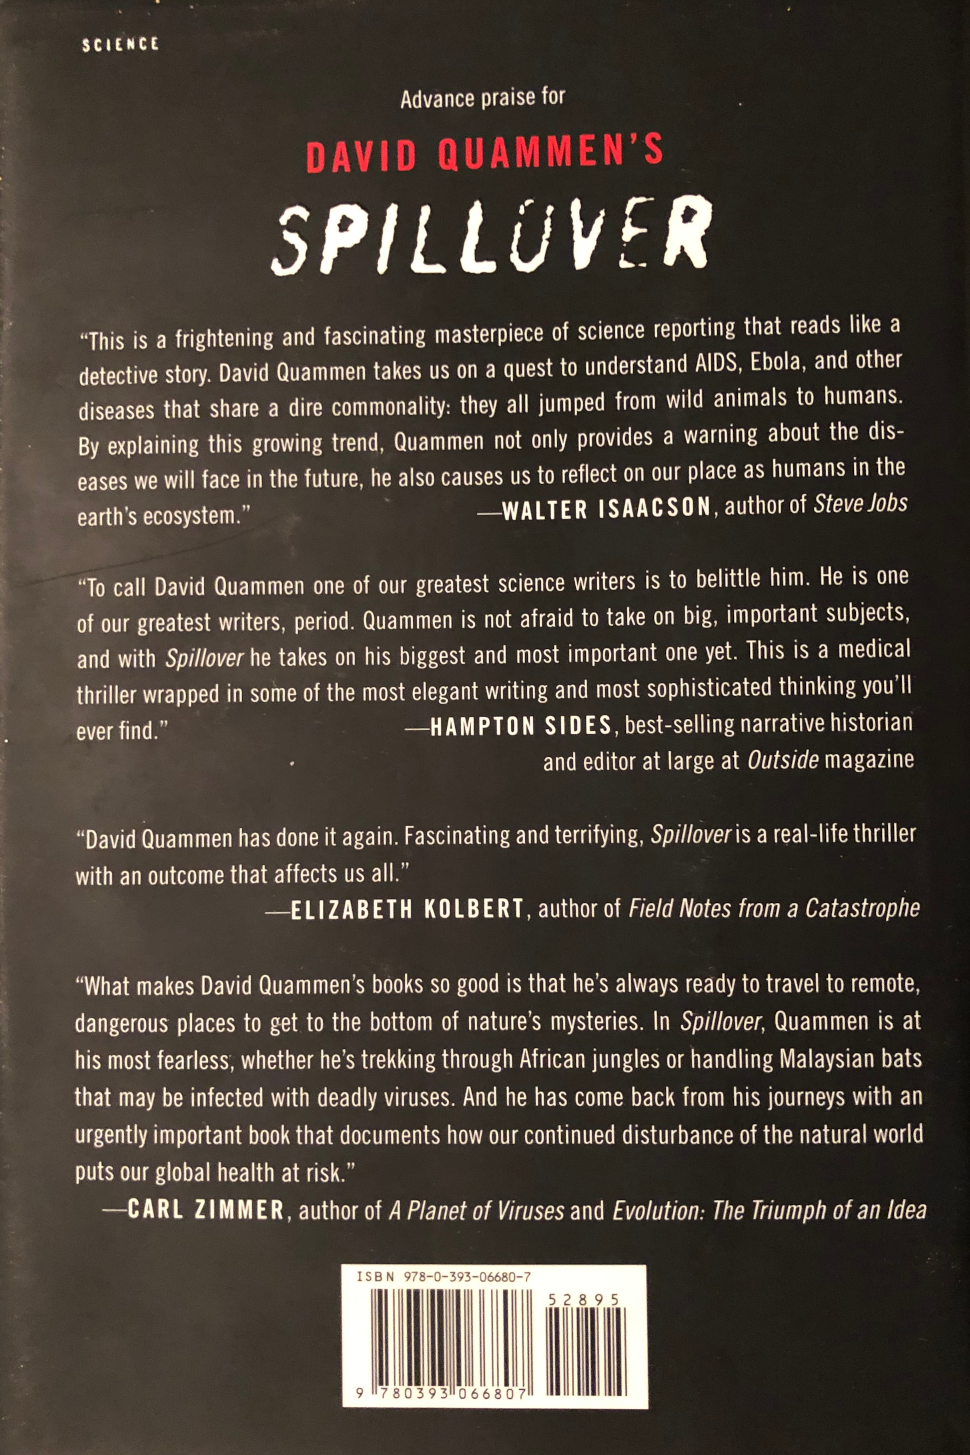 SCIENCE
Advance praise for
DAVID QUAMMEN'S
SPILLOVER
“This is a frightening and fascinating masterpiece of science reporting that reads like a
detective story. David Quammen takes us on a quest to understand AIDS, Ebola, and other
diseases that share a dire commonality: they all jumped from wild animals to humans.
By explaining this growing trend, Quammen not only provides a warning about the dis-
eases we will face in the future, he also causes us to reflect on our place as humans in the
earth's ecosystem.” —WALTER ISAACSON, author of Steve Jobs
“To call David Quammen one of our greatest science writers is to belittle him. He is one
of our greatest writers, period. Quammen is not afraid to take on big, important subjects,
and with Spillover he takes on his biggest and most important one yet. This is a medical
thriller wrapped in some of the most elegant writing and most sophisticated thinking you'll
ever find.” —HAMPTON SIDES, best-selling narrative historian
and editor at large at Outside magazine
“David Quammen has done it again. Fascinating and terrifying, Spillover is a real-life thriller
with an outcome that affects us all.”
—ELIZABETH KOLBERT, author of Field Notes from a Catastrophe
“What makes David Quammen's books so good is that he's always ready to travel to remote,
dangerous places to get to the bottom of nature's mysteries. In Spillover, Quammen is at
his most fearless, whether he's trekking through African jungles or handling Malaysian bats
that may be infected with deadly viruses. And he has come back from his journeys with an
urgently important book that documents how our continued disturbance of the natural world
puts our global health at risk.”
—CARL ZIMMER, author of A Planet of Viruses and Evolution: The Triumph of an Idea
ISBN 978-0-393-06680-7
52895
9 780393 066807